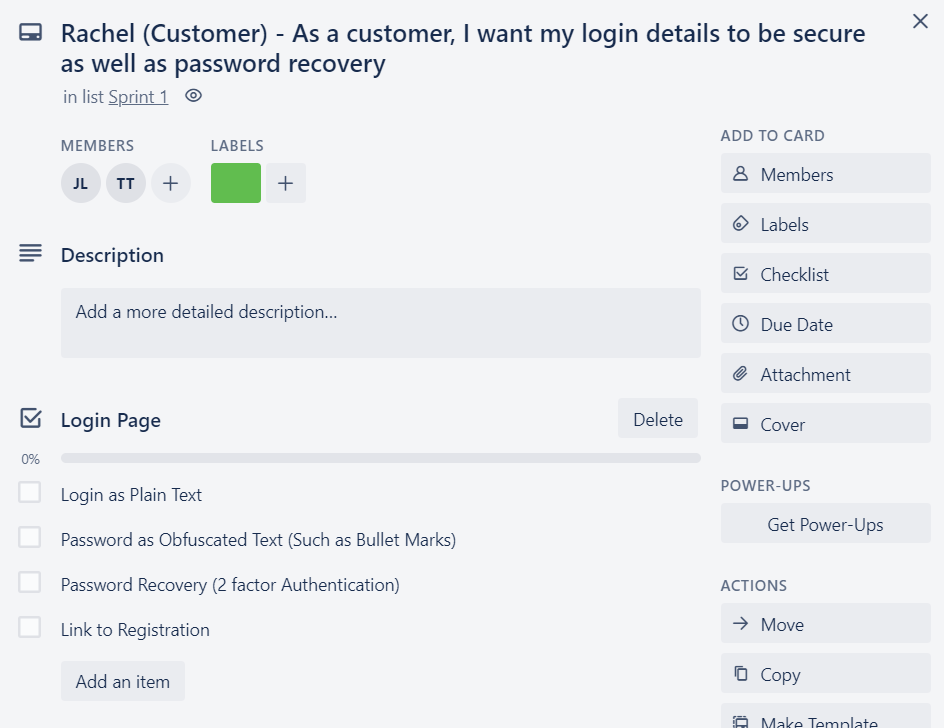 Rachel (Customer) - As a customer, I want my login details to be secure
as well as password recovery
in list Sprint 1
MEMBERS
LABELS
JL
TT
Description
Add a more detailed description...
Login Page
Delete
0%
Login as Plain Text
Password as Obfuscated Text (Such as Bullet Marks)
Password Recovery (2 factor Authentication)
Link to Registration
Add an item
ADD TO CARD
Members
Labels
Checklist
Due Date
Attachment
Cover
POWER-UPS
Get Power-Ups
ACTIONS
Move
Copy
Make Template